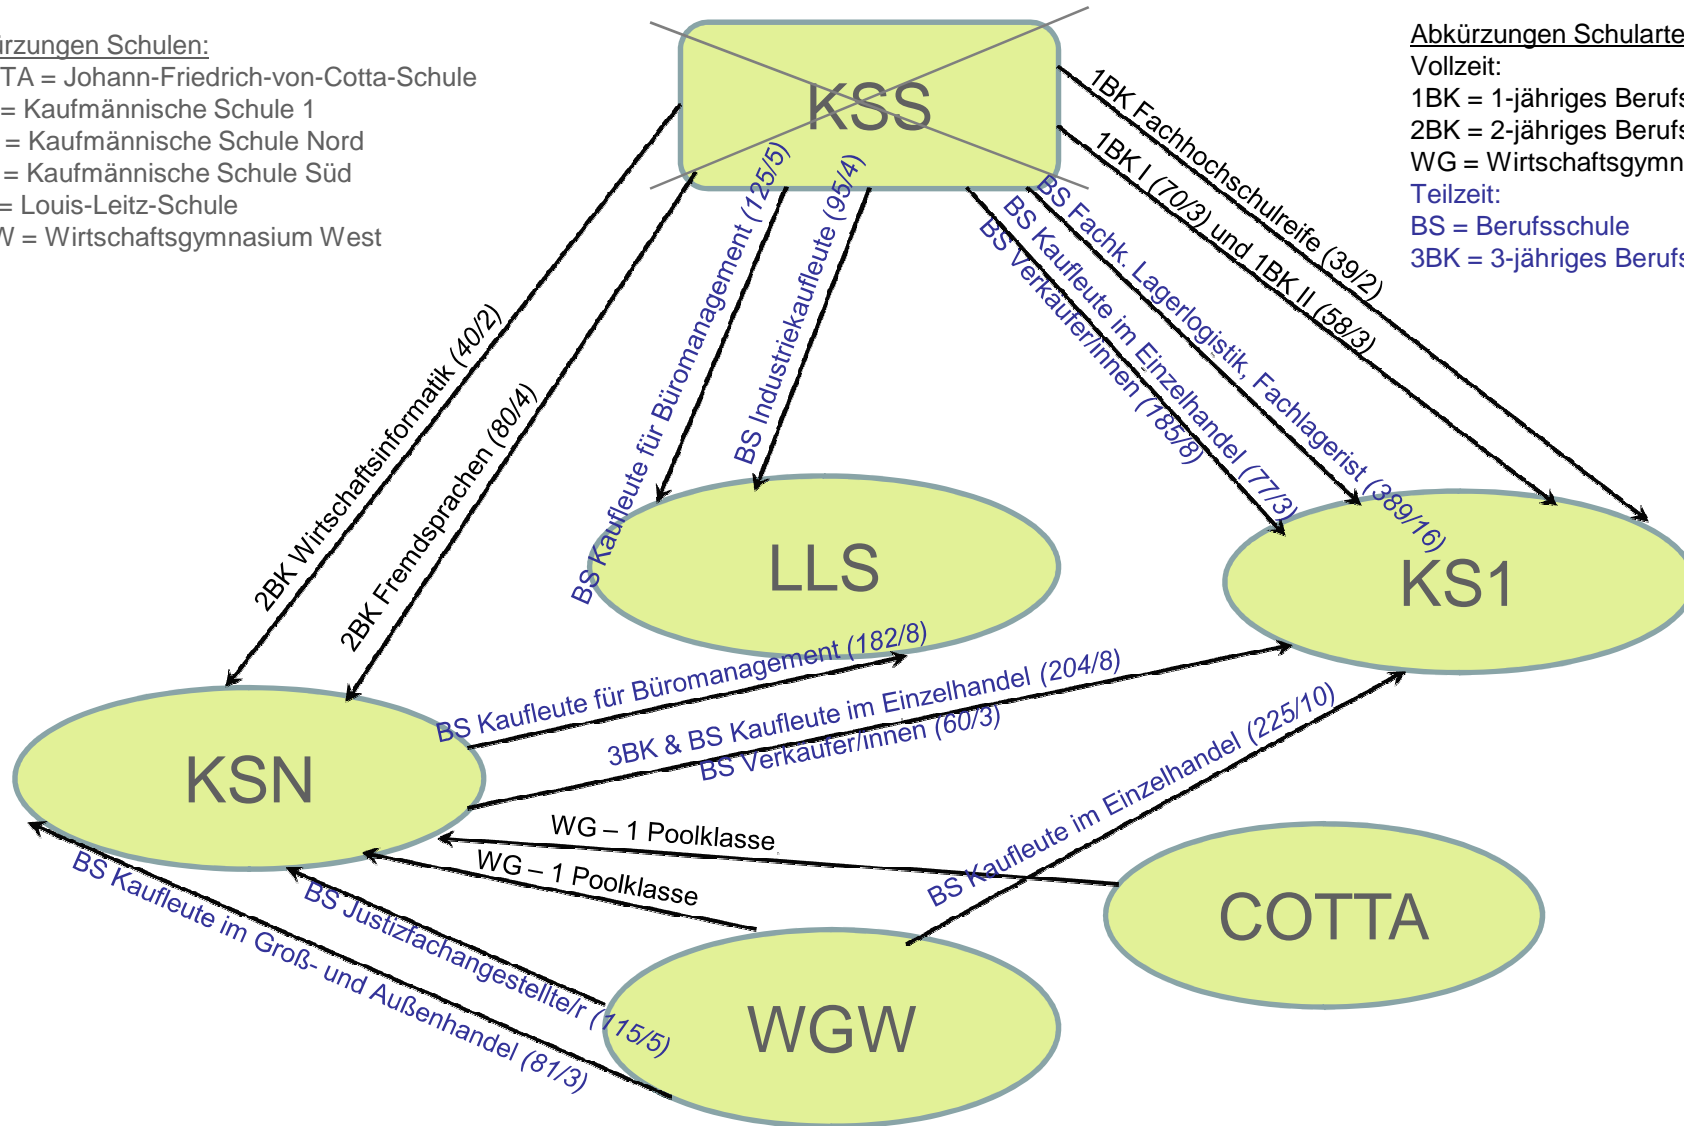 ürzungen Schulen:
TTA = Johann-Friedrich-von-Cotta-Schule
= Kaufmännische Schule 1
= Kaufmännische Schule Nord
= Kaufmännische Schule Süd
= Louis-Leitz-Schule
W = Wirtschaftsgymnasium West
KSS
Abkürzungen Schularte
Vollzeit:
1BK = 1-jähriges Berufs
2BK = 2-jähriges Berufs
WG = Wirtschaftsgymn
Teilzeit:
BS = Berufsschule
3BK = 3-jähriges Berufs
2BK Wirtschaftsinformatik (40/2)
2BK Fremdsprachen (80/4)
BS Kaufleute für Büromanagement (125/5)
BS Industriekaufleute (95/4)
BS Verkäufer/innen (185/8)
BS Kaufleute im Einzelhandel (77/3)
BS Fachk. Lagerlogistik, Fachlagerist (389/16)
1BK I (70/3) und 1BK II (58/3)
1BK Fachhochschulreife (39/2)
LLS
KS1
BS Kaufleute für Büromanagement (182/8)
3BK & BS Kaufleute im Einzelhandel (204/8)
BS Verkäufer/innen (60/3)
KSN
BS Kaufleute im Einzelhandel (225/10)
WG – 1 Poolklasse
WG – 1 Poolklasse
COTTA
BS Justizfachangestellte/r (115/5)
BS Kaufleute im Groß- und Außenhandel (81/3)
WGW